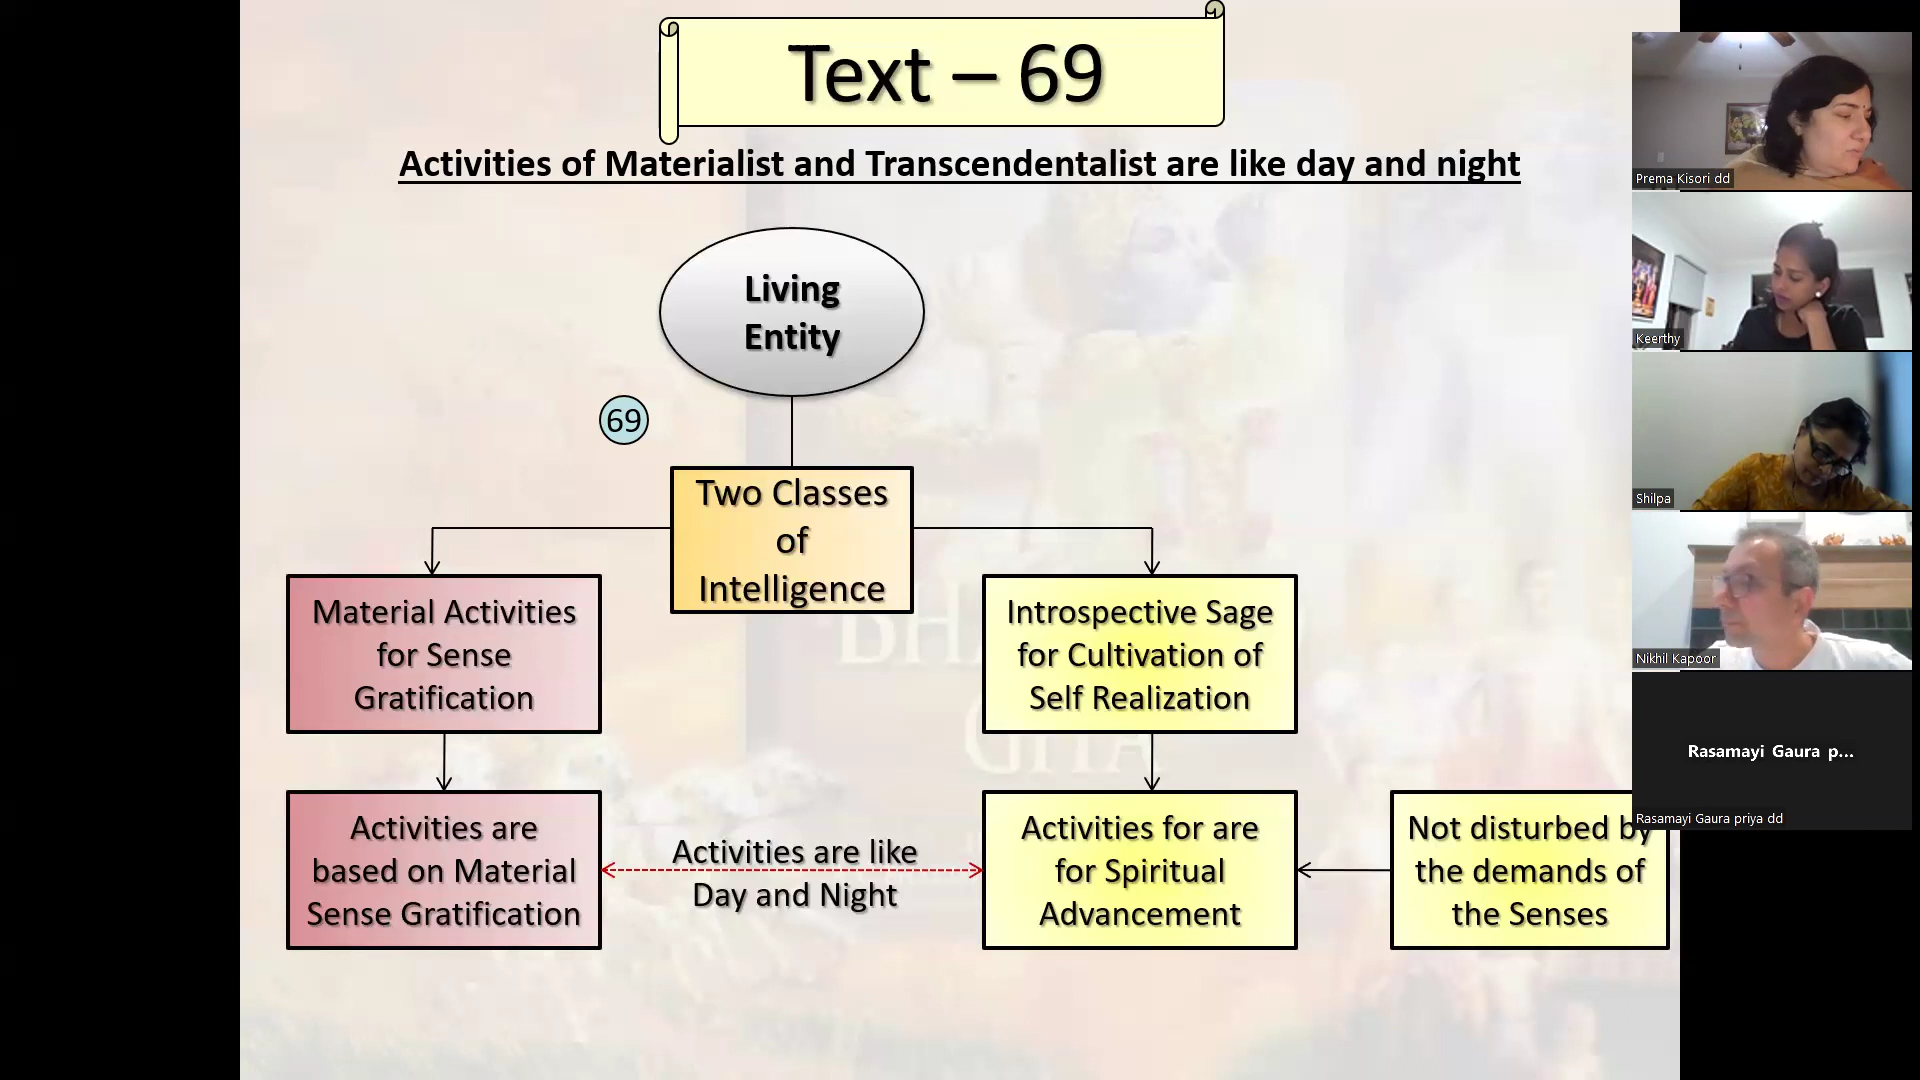 Text – 69
Activities of Materialist and Transcendentalist are like day and night
Living
Entity
69
Two Classes
of
Intelligence
Material Activities
for Sense
Gratification
Introspective Sage
for Cultivation of
Self Realization
Activities are
based on Material
Sense Gratification
Activities are like
Day and Night
Activities for are
for Spiritual
Advancement
Not disturbed by
the demands of
the Senses
BHA
GITA
Prema Kisori dd
Keerthy
Shilpa
Nikhil Kapoor
Rasamayi Gaura p...
Rasamayi Gaura priya dd